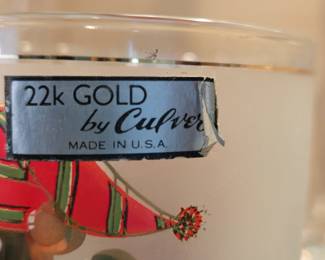 22k GOLD
by Culver
MADE IN U.S.A.